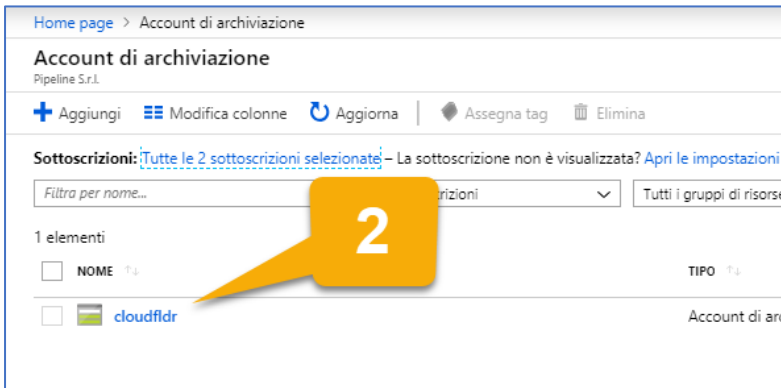 Home page > Account di archiviazione
Account di archiviazione
Pipeline S.r.l.
Aggiungi Modifica colonne Aggiorna Assegna tag Elimina
Sottoscrizioni: Tutte le 2 sottoscrizioni selezionate – La sottoscrizione non è visualizzata? Apri le impostazioni
Filtra per nome... Tutti i gruppi di risorse
2
1 elementi
NOME TIPO
cloudfldr Account di